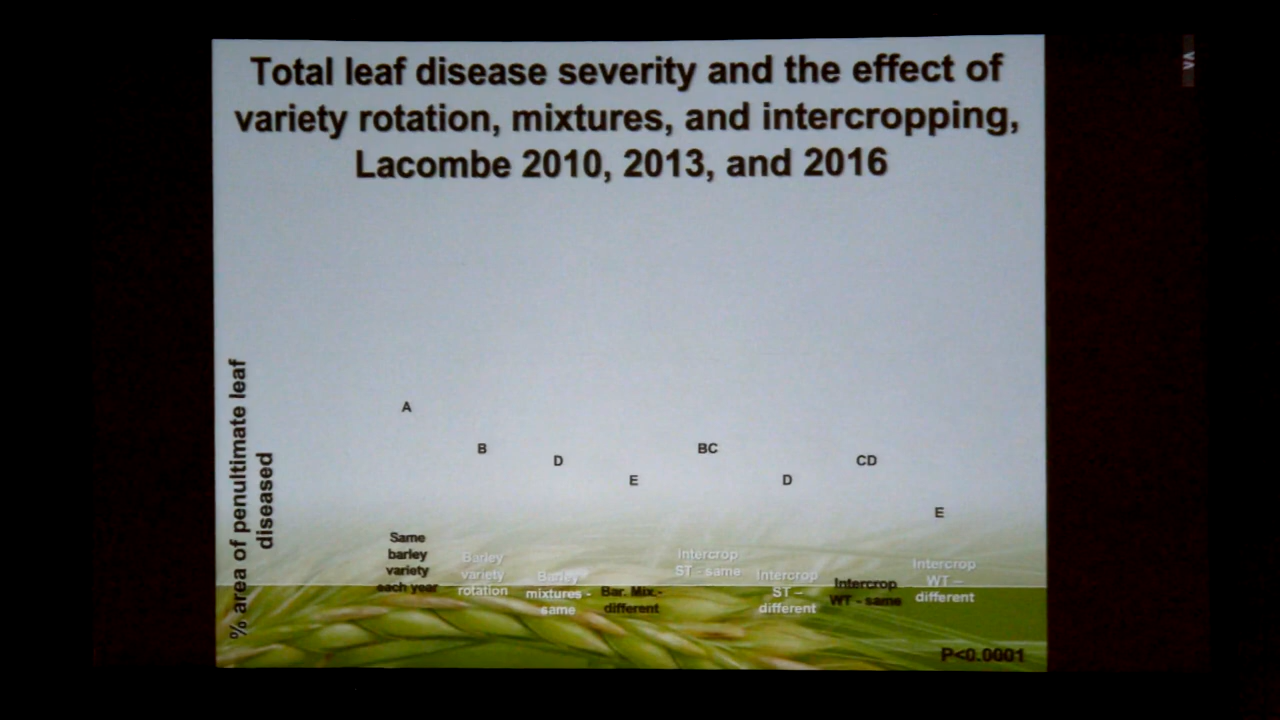 Total leaf disease severity and the effect of
variety rotation, mixtures, and intercropping,
Lacombe 2010, 2013, and 2016
% area of penultimate leaf
diseased
A
B
D
E
BC
D
CD
E
Same
barley
variety
each year
Barley
variety
rotation
Barley
mixtures -
same
Bar. Mix.-
different
Intercrop
ST - same
Intercrop
ST –
different
Intercrop
WT - same
Intercrop
WT –
different
P<0.0001